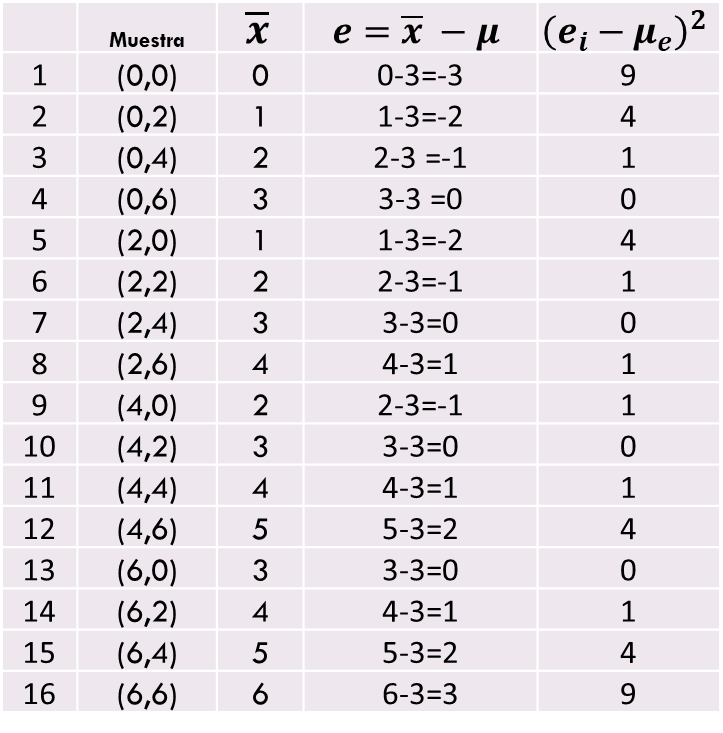 Muestra x̅ e = x̅ − μ (eᵢ − μₑ)²
1 (0,0) 0 0-3=-3 9
2 (0,2) 1 1-3=-2 4
3 (0,4) 2 2-3 =-1 1
4 (0,6) 3 3-3 =0 0
5 (2,0) 1 1-3=-2 4
6 (2,2) 2 2-3=-1 1
7 (2,4) 3 3-3=0 0
8 (2,6) 4 4-3=1 1
9 (4,0) 2 2-3=-1 1
10 (4,2) 3 3-3=0 0
11 (4,4) 4 4-3=1 1
12 (4,6) 5 5-3=2 4
13 (6,0) 3 3-3=0 0
14 (6,2) 4 4-3=1 1
15 (6,4) 5 5-3=2 4
16 (6,6) 6 6-3=3 9